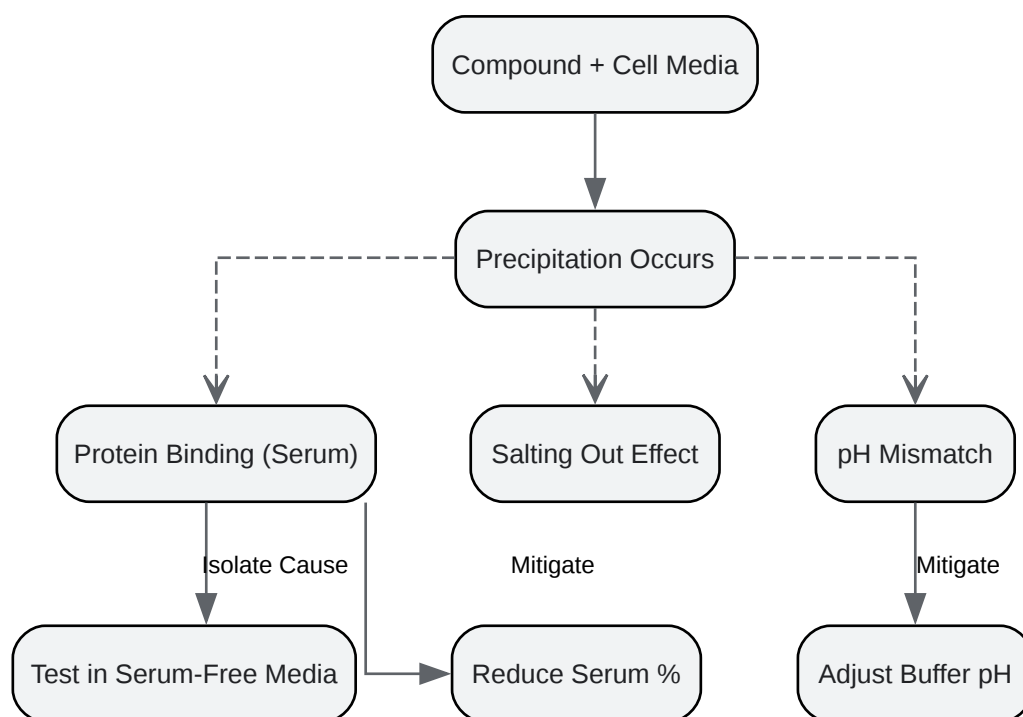 Compound + Cell Media
Precipitation Occurs
Protein Binding (Serum)
Salting Out Effect
pH Mismatch
Isolate Cause
Mitigate
Mitigate
Test in Serum-Free Media
Reduce Serum %
Adjust Buffer pH